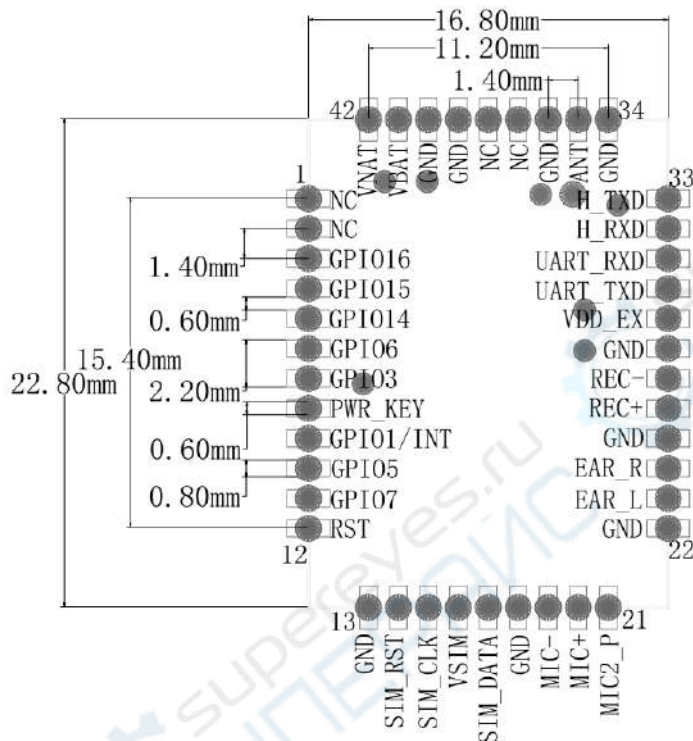 16.80mm
11.20mm
1.40mm
42
34
VNAT
VBAT
GND
GND
NC
NC
GND
ANT
GND
1
33
NC
NC
GPIO16
GPIO15
GPIO14
GPIO6
GPIO3
PWR_KEY
GPIO1/INT
GPIO5
GPIO7
RST
H_TXD
H_RXD
UART_RXD
UART_TXD
VDD_EX
GND
REC-
REC+
GND
EAR_R
EAR_L
GND
1.40mm
0.60mm
15.40mm
22.80mm
2.20mm
0.60mm
0.80mm
12
22
13
21
GND
SIM_RST
SIM_CLK
VSIM
SIM_DATA
GND
MIC-
MIC+
MIC2_P
supereyes.ru
СУПЕРАЙС